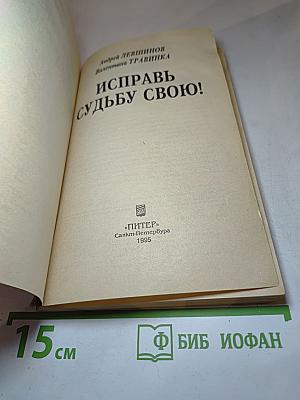 Андрей ЛЕВШИНОВ
Валентина ТРАВИНКА
ИСПРАВЬ
СУДЬБУ СВОЮ!
«ПИТЕР»
Санкт-Петербург
1995
15 см
Ф БИБ ИОФАН